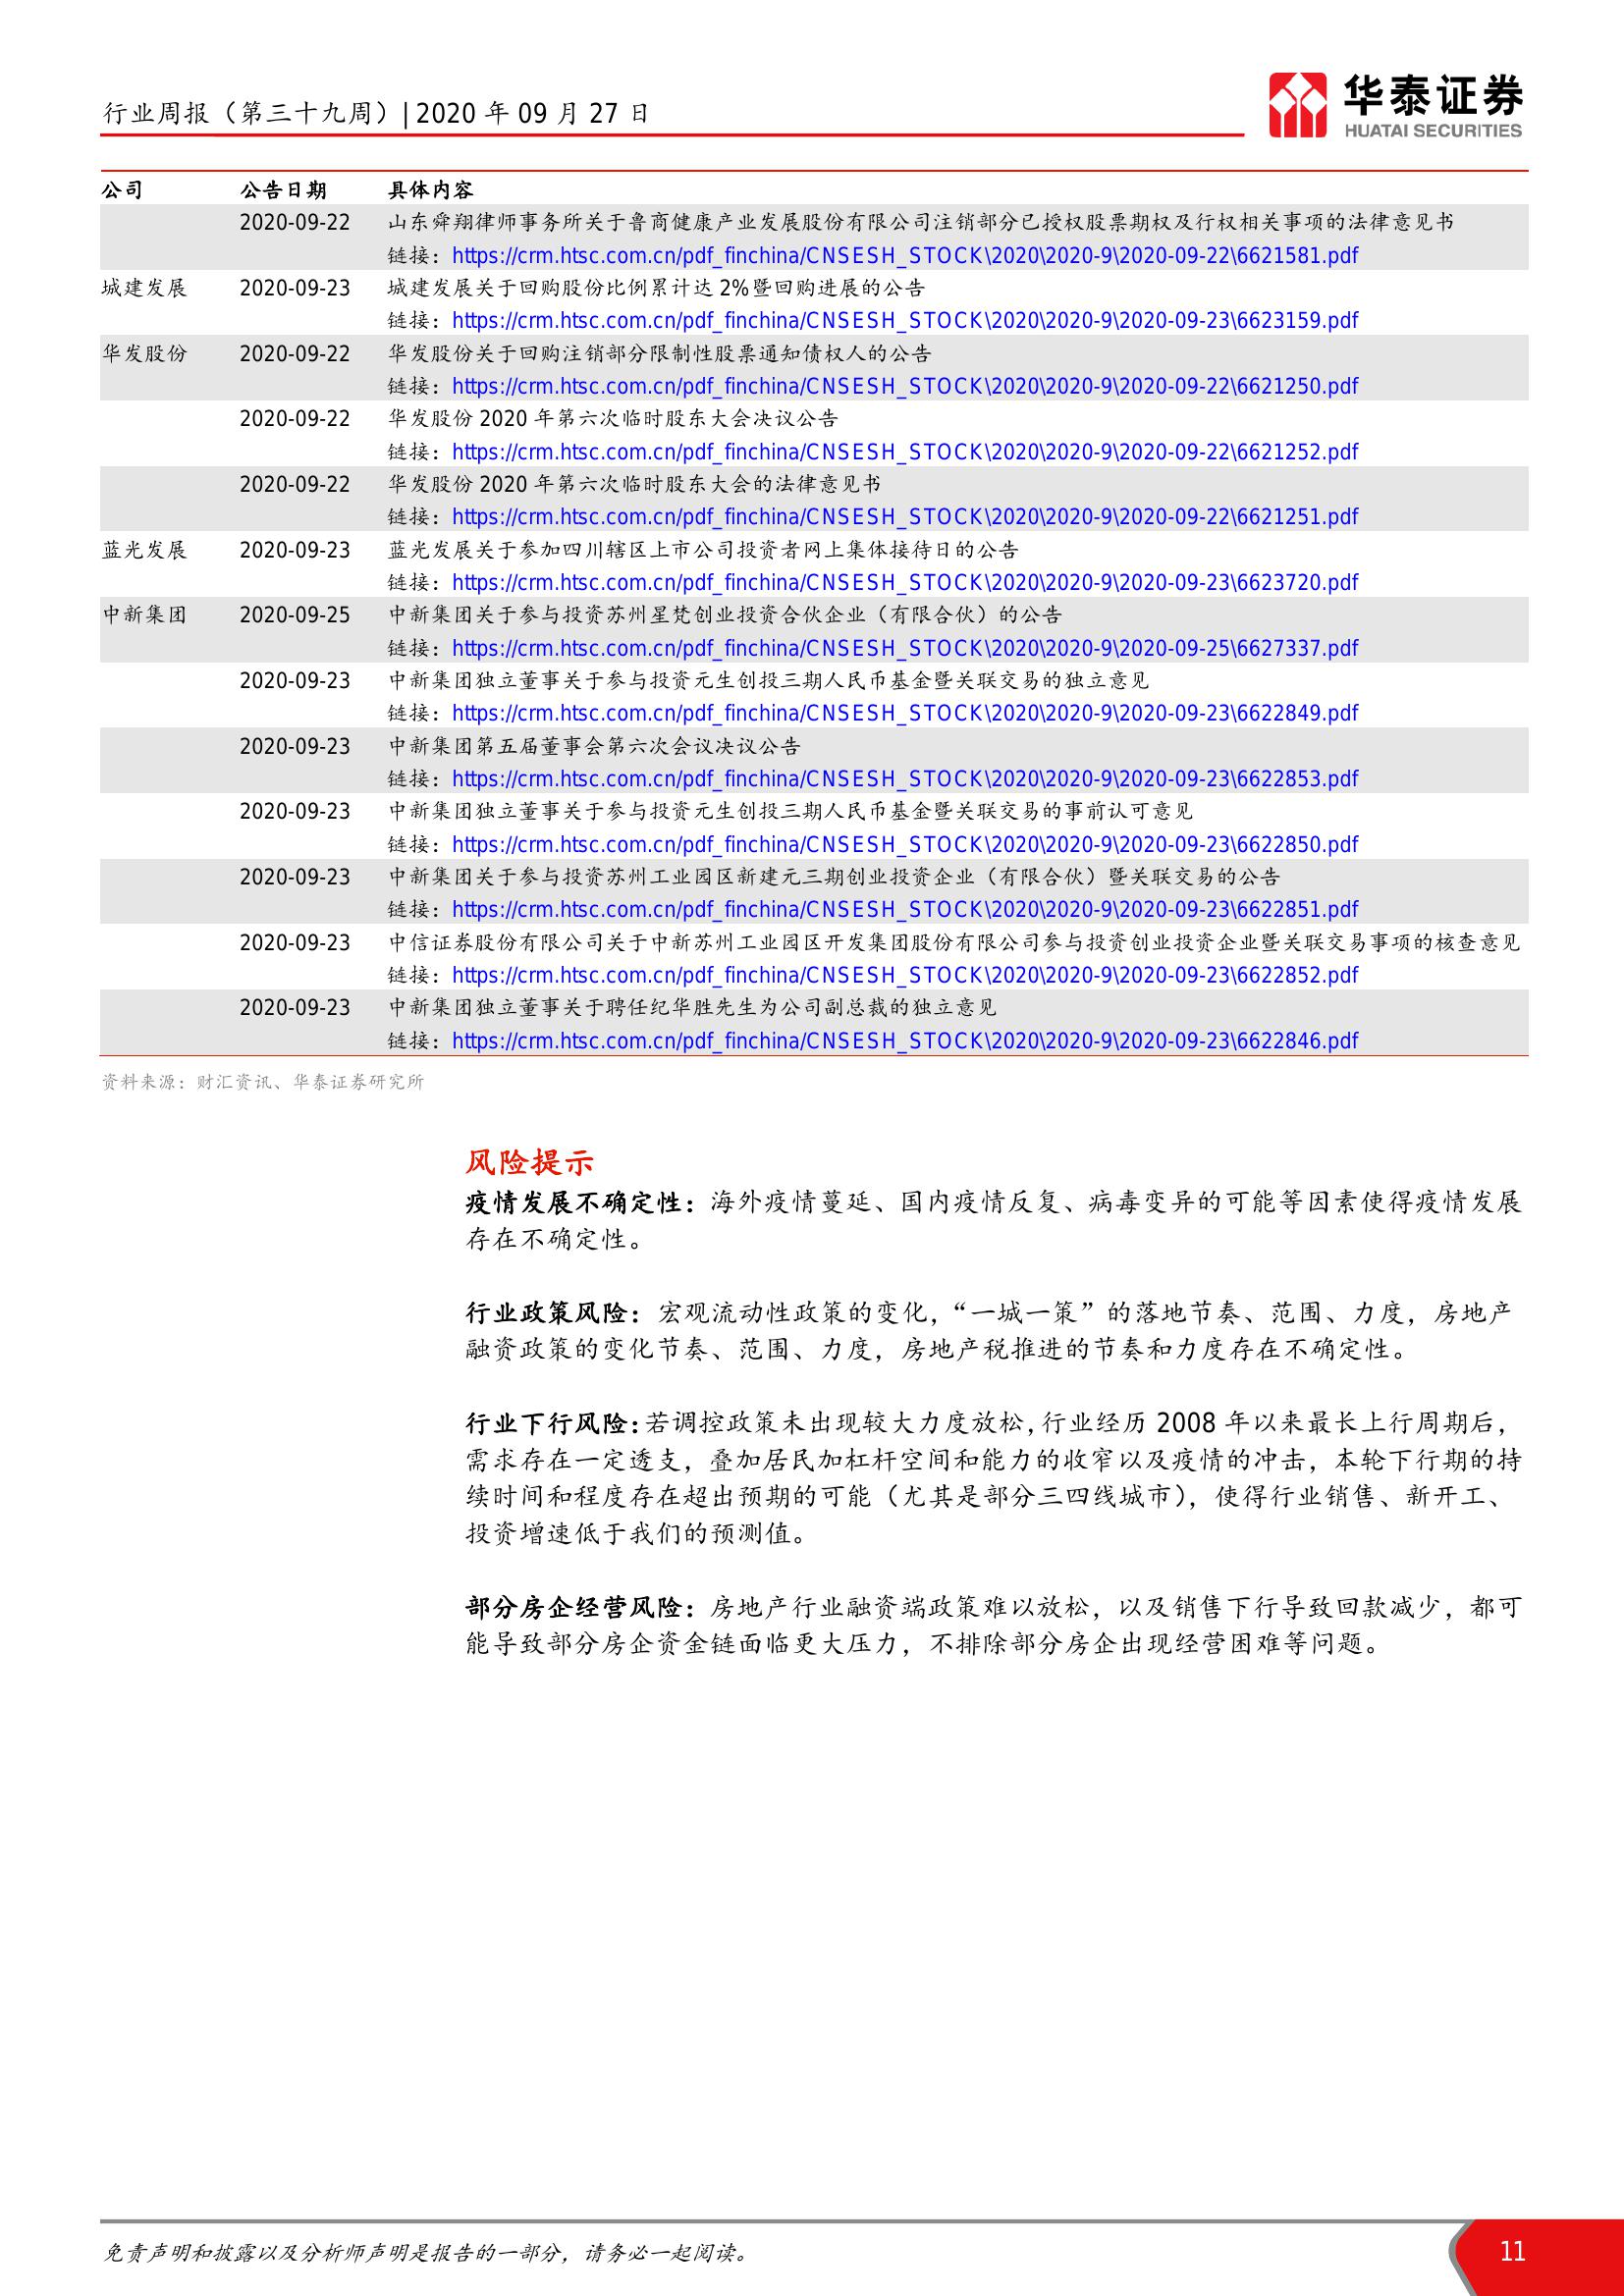 行业周报（第三十九周）| 2020 年 09 月 27 日
华泰证券
HUATAI SECURITIES
公司 公告日期 具体内容
2020-09-22 山东舜翔律师事务所关于鲁商健康产业发展股份有限公司注销部分已授权股票期权及行权相关事项的法律意见书
链接：https://crm.htsc.com.cn/pdf_finchina/CNSESH_STOCK\2020\2020-9\2020-09-22\6621581.pdf
城建发展 2020-09-23 城建发展关于回购股份比例累计达 2%暨回购进展的公告
链接：https://crm.htsc.com.cn/pdf_finchina/CNSESH_STOCK\2020\2020-9\2020-09-23\6623159.pdf
华发股份 2020-09-22 华发股份关于回购注销部分限制性股票通知债权人的公告
链接：https://crm.htsc.com.cn/pdf_finchina/CNSESH_STOCK\2020\2020-9\2020-09-22\6621250.pdf
2020-09-22 华发股份 2020 年第六次临时股东大会决议公告
链接：https://crm.htsc.com.cn/pdf_finchina/CNSESH_STOCK\2020\2020-9\2020-09-22\6621252.pdf
2020-09-22 华发股份 2020 年第六次临时股东大会的法律意见书
链接：https://crm.htsc.com.cn/pdf_finchina/CNSESH_STOCK\2020\2020-9\2020-09-22\6621251.pdf
蓝光发展 2020-09-23 蓝光发展关于参加四川辖区上市公司投资者网上集体接待日的公告
链接：https://crm.htsc.com.cn/pdf_finchina/CNSESH_STOCK\2020\2020-9\2020-09-23\6623720.pdf
中新集团 2020-09-25 中新集团关于参与投资苏州星梵创业投资合伙企业（有限合伙）的公告
链接：https://crm.htsc.com.cn/pdf_finchina/CNSESH_STOCK\2020\2020-9\2020-09-25\6627337.pdf
2020-09-23 中新集团独立董事关于参与投资元生创投三期人民币基金暨关联交易的独立意见
链接：https://crm.htsc.com.cn/pdf_finchina/CNSESH_STOCK\2020\2020-9\2020-09-23\6622849.pdf
2020-09-23 中新集团第五届董事会第六次会议决议公告
链接：https://crm.htsc.com.cn/pdf_finchina/CNSESH_STOCK\2020\2020-9\2020-09-23\6622853.pdf
2020-09-23 中新集团独立董事关于参与投资元生创投三期人民币基金暨关联交易的事前认可意见
链接：https://crm.htsc.com.cn/pdf_finchina/CNSESH_STOCK\2020\2020-9\2020-09-23\6622850.pdf
2020-09-23 中新集团关于参与投资苏州工业园区新建元三期创业投资企业（有限合伙）暨关联交易的公告
链接：https://crm.htsc.com.cn/pdf_finchina/CNSESH_STOCK\2020\2020-9\2020-09-23\6622851.pdf
2020-09-23 中信证券股份有限公司关于中新苏州工业园区开发集团股份有限公司参与投资创业投资企业暨关联交易事项的核查意见
链接：https://crm.htsc.com.cn/pdf_finchina/CNSESH_STOCK\2020\2020-9\2020-09-23\6622852.pdf
2020-09-23 中新集团独立董事关于聘任纪华胜先生为公司副总裁的独立意见
链接：https://crm.htsc.com.cn/pdf_finchina/CNSESH_STOCK\2020\2020-9\2020-09-23\6622846.pdf
资料来源：财汇资讯、华泰证券研究所
风险提示
疫情发展不确定性：海外疫情蔓延、国内疫情反复、病毒变异的可能等因素使得疫情发展
存在不确定性。
行业政策风险：宏观流动性政策的变化，“一城一策”的落地节奏、范围、力度，房地产
融资政策的变化节奏、范围、力度，房地产税推进的节奏和力度存在不确定性。
行业下行风险：若调控政策未出现较大力度放松，行业经历 2008 年以来最长上行周期后，
需求存在一定透支，叠加居民加杠杆空间和能力的收窄以及疫情的冲击，本轮下行期的持
续时间和程度存在超出预期的可能（尤其是部分三四线城市），使得行业销售、新开工、
投资增速低于我们的预测值。
部分房企经营风险：房地产行业融资端政策难以放松，以及销售下行导致回款减少，都可
能导致部分房企资金链面临更大压力，不排除部分房企出现经营困难等问题。
免责声明和披露以及分析师声明是报告的一部分，请务必一起阅读。
11